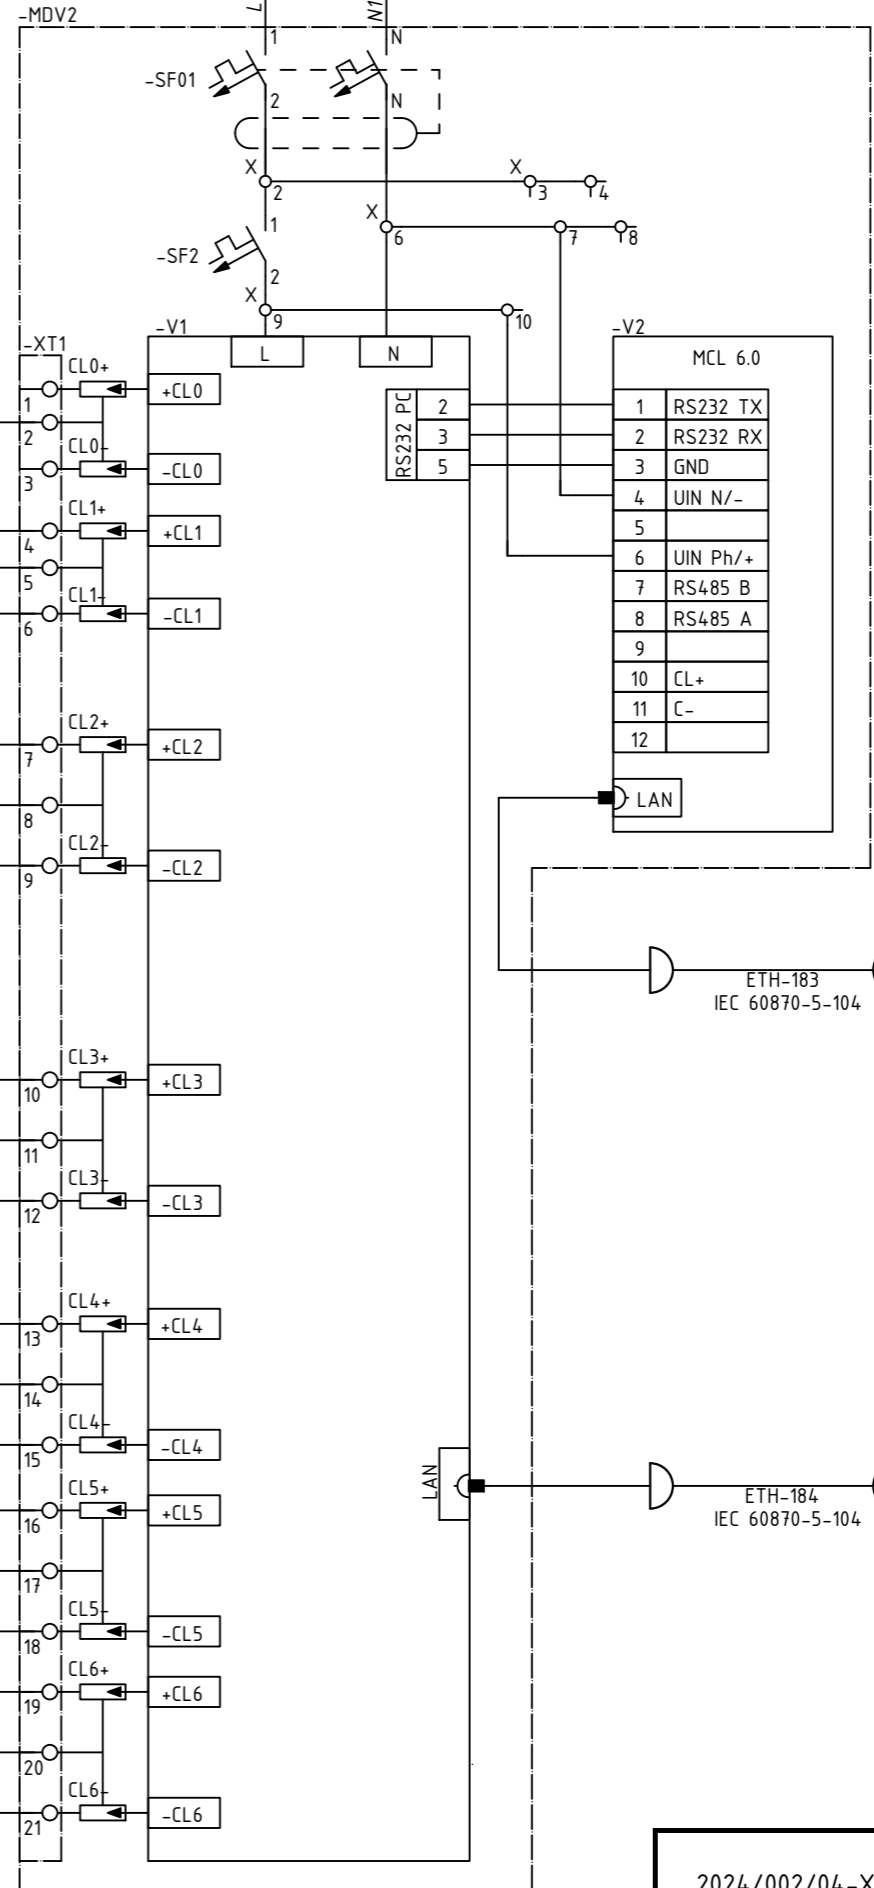 -MDV2
L
N1
1
N
-SF01
2
N
X
2
X
3
4
X
6
7
8
1
-SF2
2
X
9
10
-V1
L
N
-V2
MCL 6.0
RS232 PC
2
3
5
1 RS232 TX
2 RS232 RX
3 GND
4 UIN N/-
5
6 UIN Ph/+
7 RS485 B
8 RS485 A
9
10 CL+
11 C-
12
LAN
-XT1
CL0+
1
+CL0
2
CL0-
3
-CL0
CL1+
4
+CL1
5
CL1-
6
-CL1
CL2+
7
+CL2
8
CL2-
9
-CL2
ETH-183
IEC 60870-5-104
CL3+
10
+CL3
11
CL3-
12
-CL3
CL4+
13
+CL4
14
CL4-
15
-CL4
LAN
ETH-184
IEC 60870-5-104
CL5+
16
+CL5
17
CL5-
18
-CL5
CL6+
19
+CL6
20
CL6-
21
-CL6
2024/002/04-X